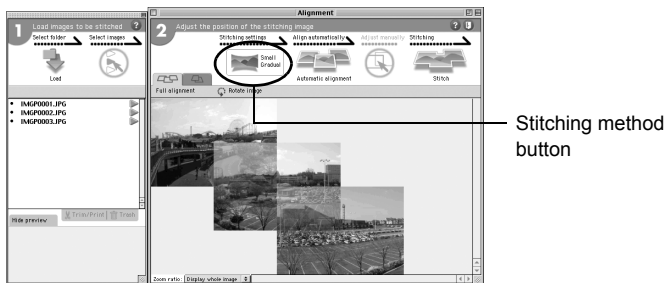 1 Load images to be stitched ?
Select folder Select images
Load
IMGP0001.JPG
IMGP0002.JPG
IMGP0003.JPG
Hide preview Trim/Print Trash
Alignment
2 Adjust the position of the stitching image ?
Stitching settings Align automatically Adjust manually Stitching
Small
Gradual
Automatic alignment Stitch
Full alignment Rotate image
Zoom ratio: Display whole image
Stitching method
button